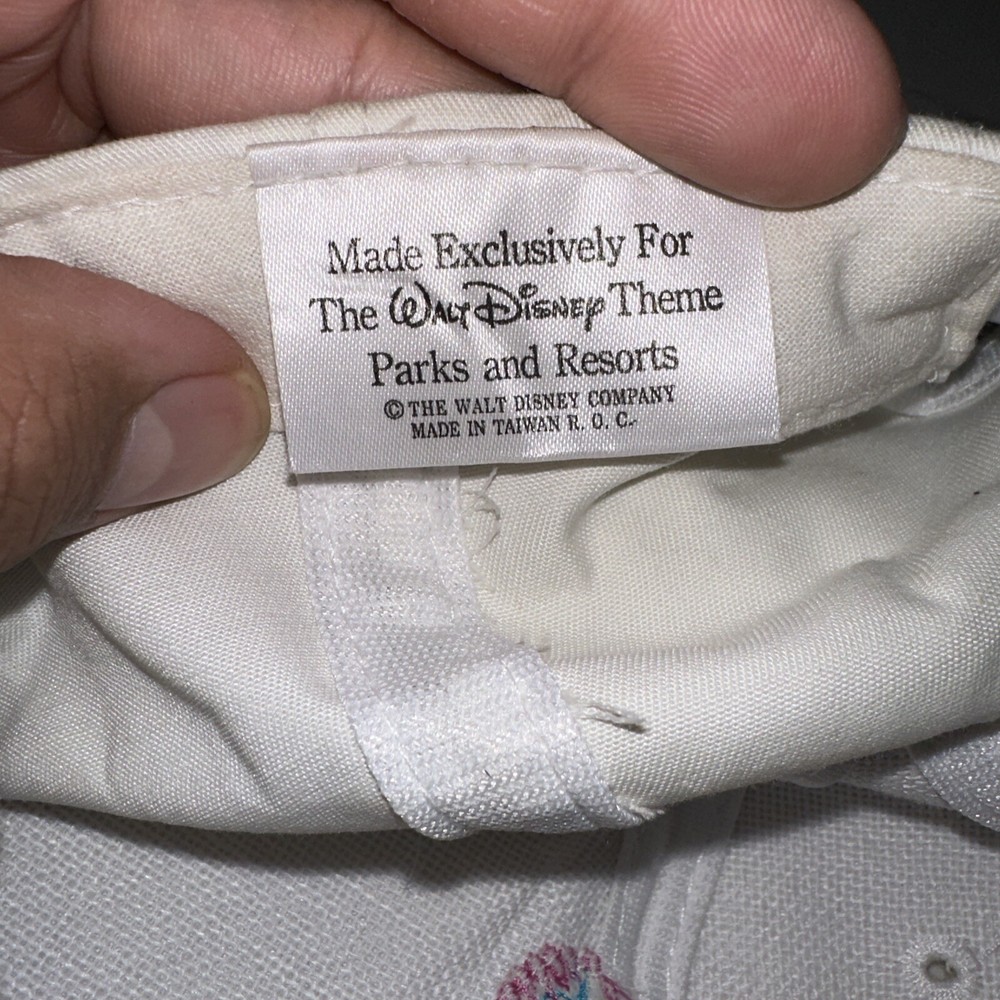 Made Exclusively For
The Walt Disney Theme
Parks and Resorts
© THE WALT DISNEY COMPANY
MADE IN TAIWAN R. O. C.